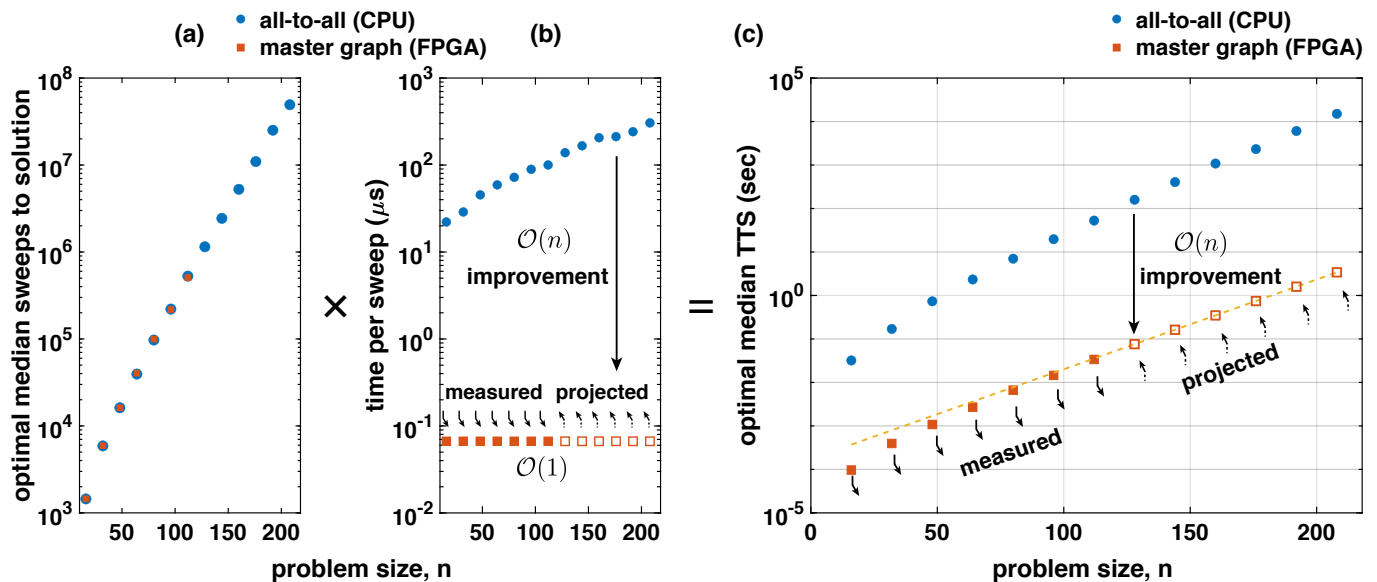 (a)
all-to-all (CPU)
master graph (FPGA)
(b)
(c)
all-to-all (CPU)
master graph (FPGA)
optimal median sweeps to solution
10^8
10^7
10^6
10^5
10^4
10^3
50 100 150 200
×
time per sweep (μs)
10^3
10^2
10^1
10^0
10^-1
10^-2
O(n)
improvement
measured projected
O(1)
50 100 150 200
problem size, n
=
optimal median TTS (sec)
10^5
10^0
10^-5
O(n)
improvement
projected
measured
0 50 100 150 200
problem size, n